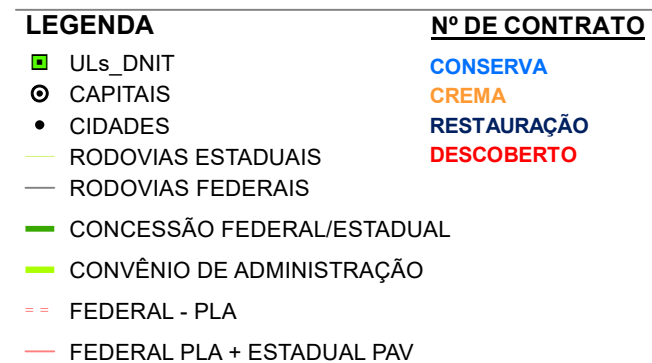 LEGENDA
ULs_DNIT
CAPITAIS
CIDADES
RODOVIAS ESTADUAIS
RODOVIAS FEDERAIS
CONCESSÃO FEDERAL/ESTADUAL
CONVÊNIO DE ADMINISTRAÇÃO
FEDERAL - PLA
FEDERAL PLA + ESTADUAL PAV
Nº DE CONTRATO
CONSERVA
CREMA
RESTAURAÇÃO
DESCOBERTO